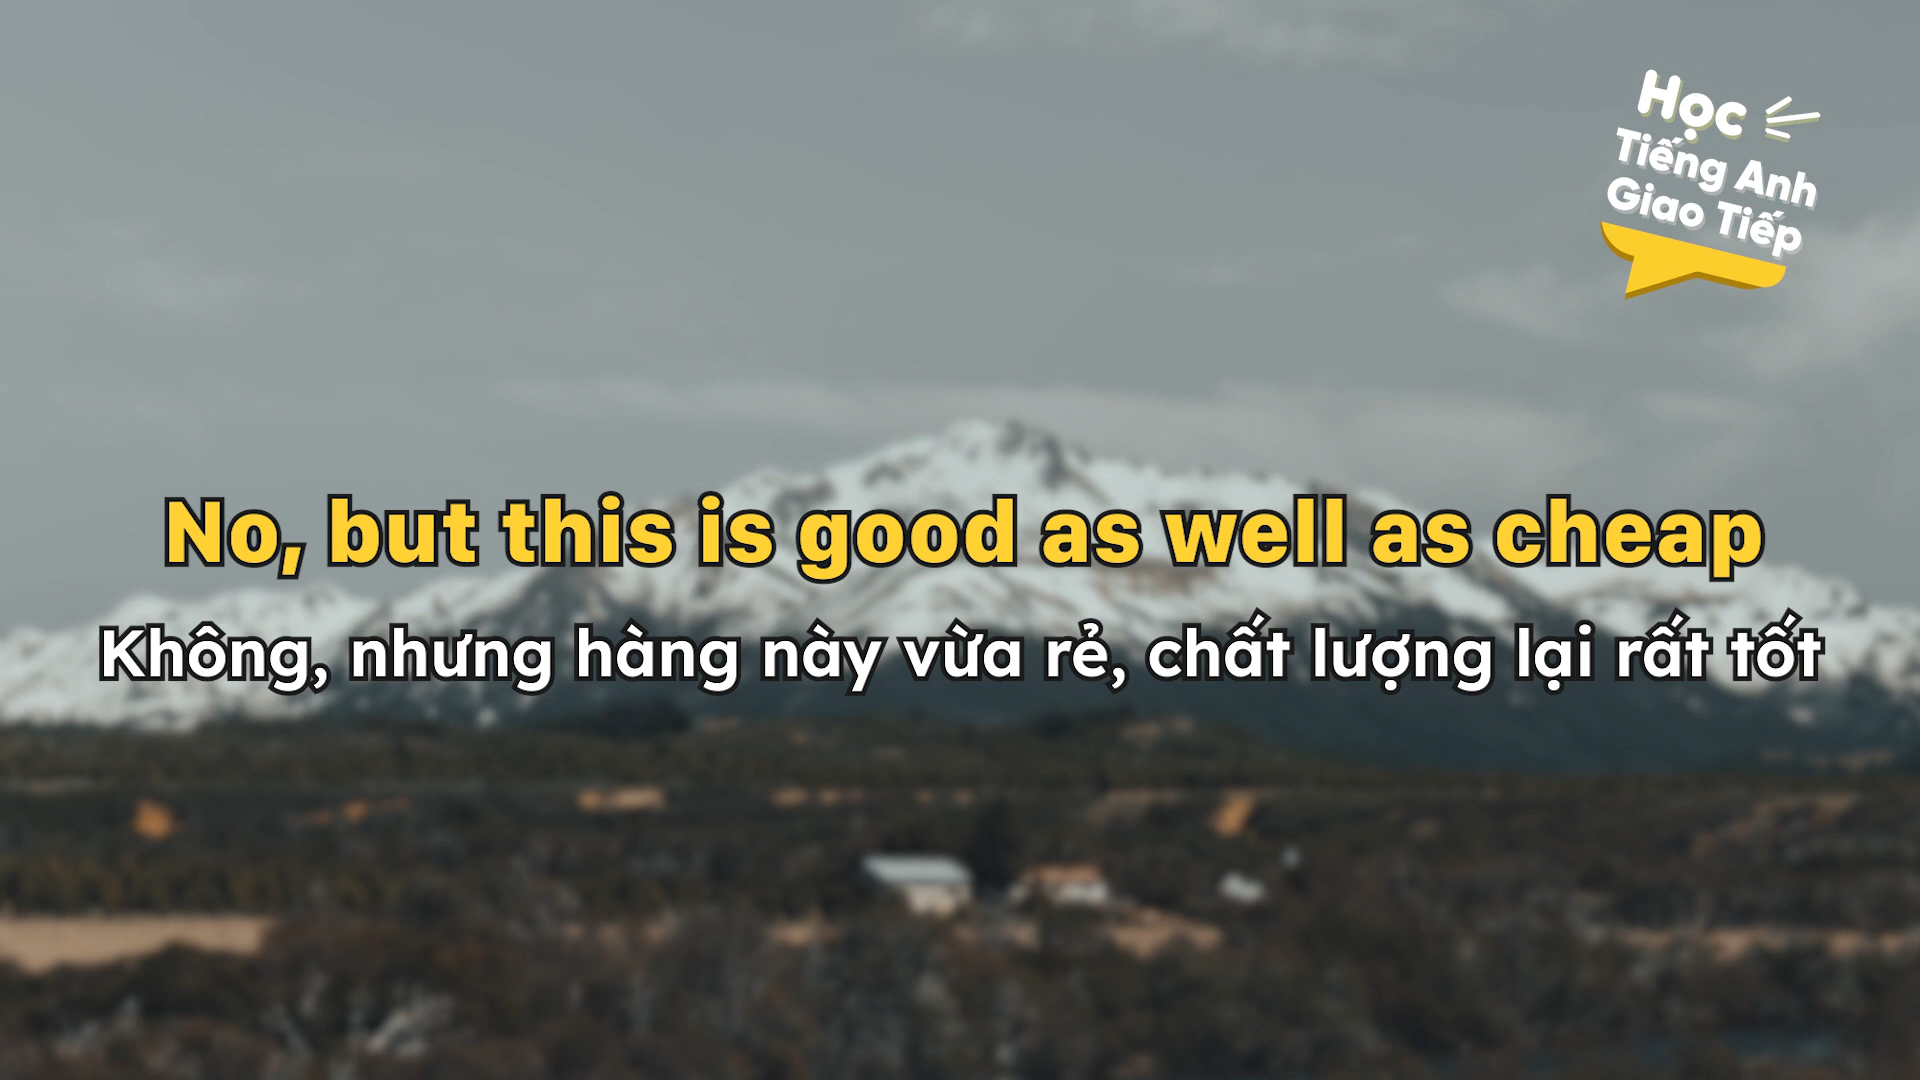 Học
Tiếng Anh
Giao Tiếp
No, but this is good as well as cheap
Không, nhưng hàng này vừa rẻ, chất lượng lại rất tốt